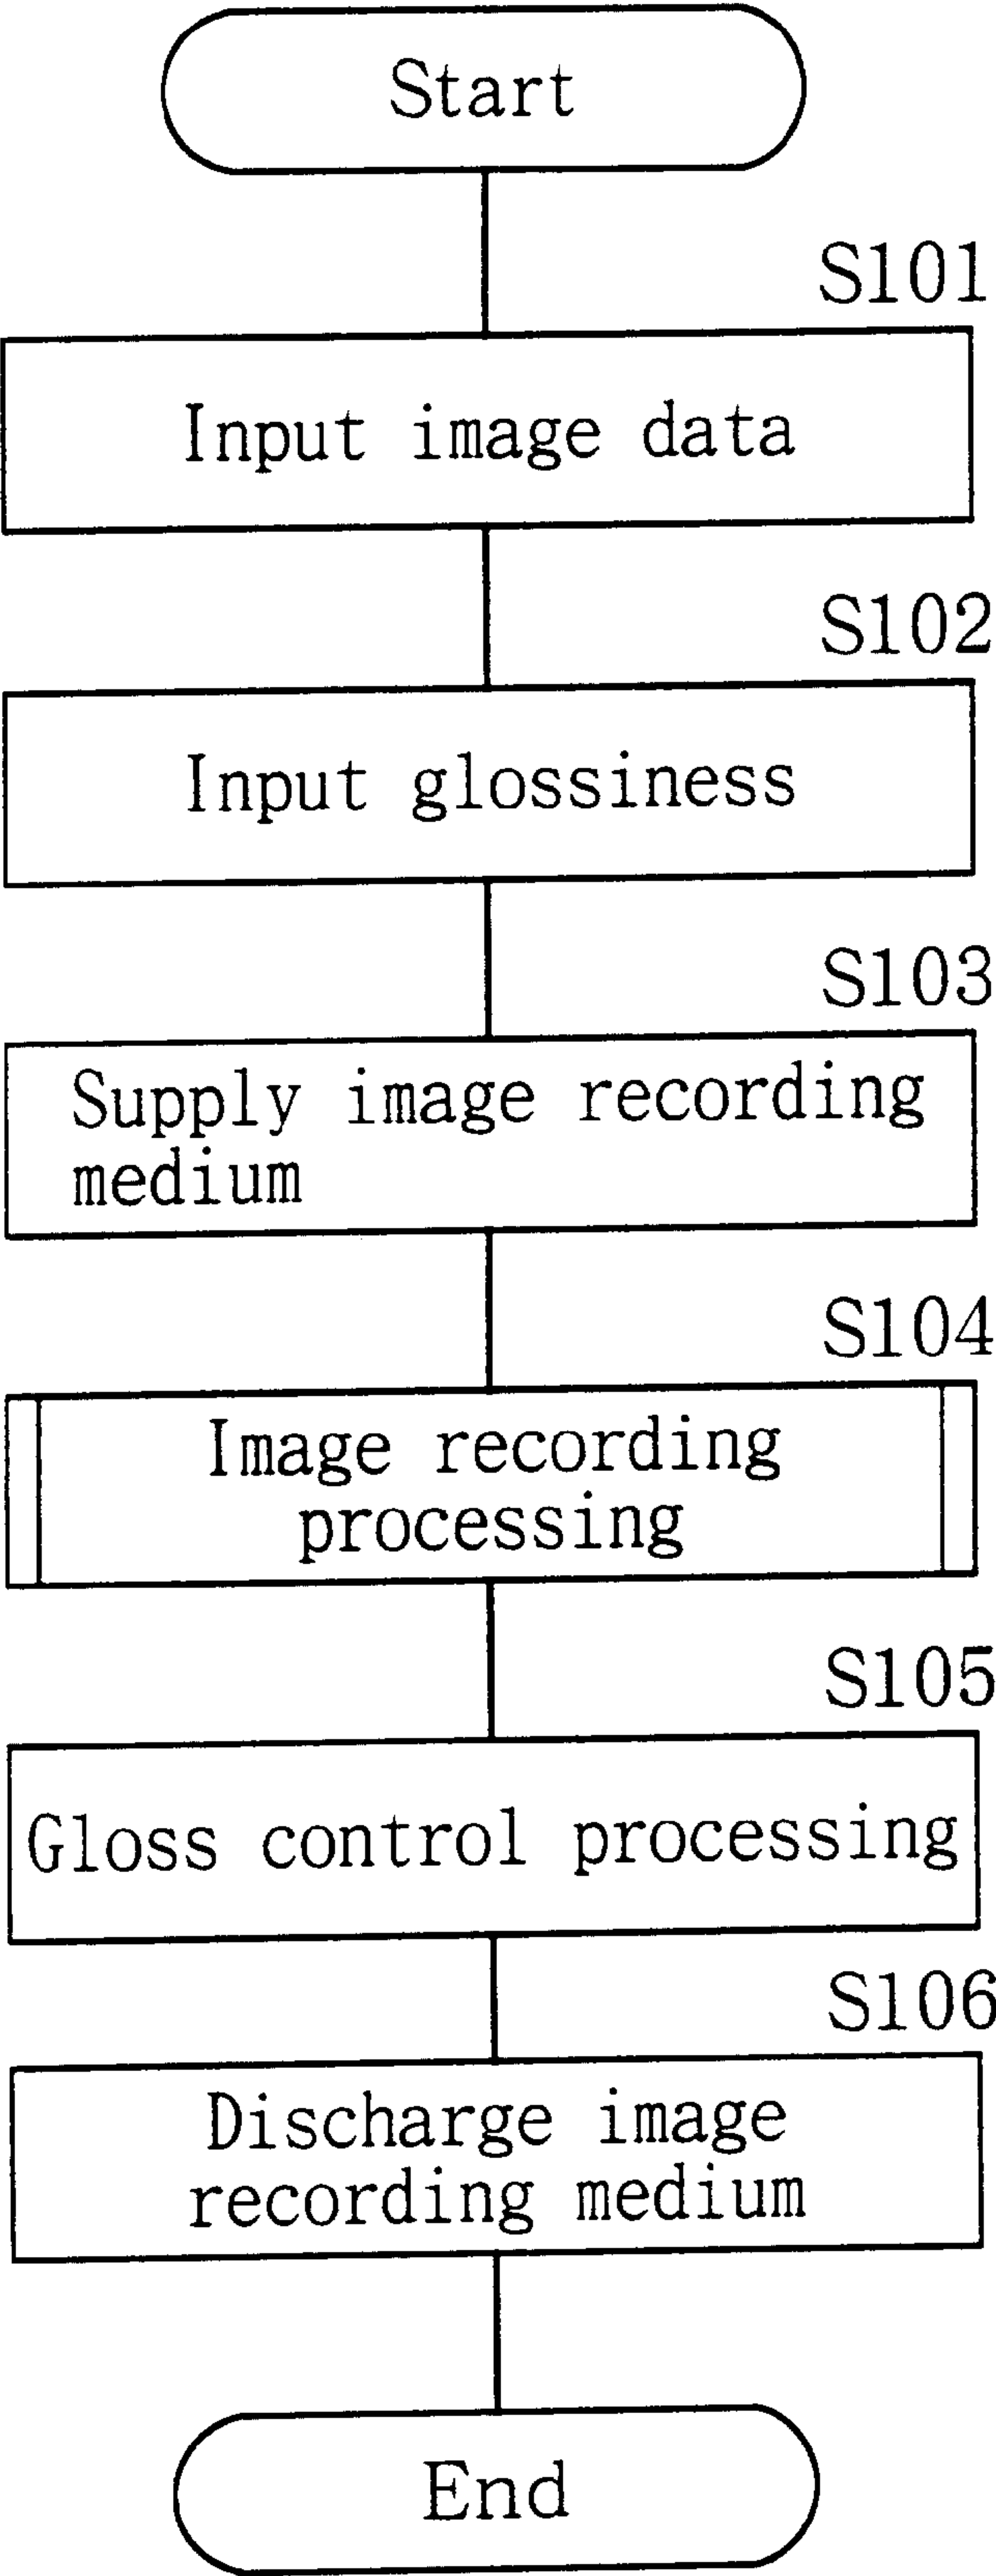 Start
S101
Input image data
S102
Input glossiness
S103
Supply image recording
medium
S104
Image recording
processing
S105
Gloss control processing
S106
Discharge image
recording medium
End